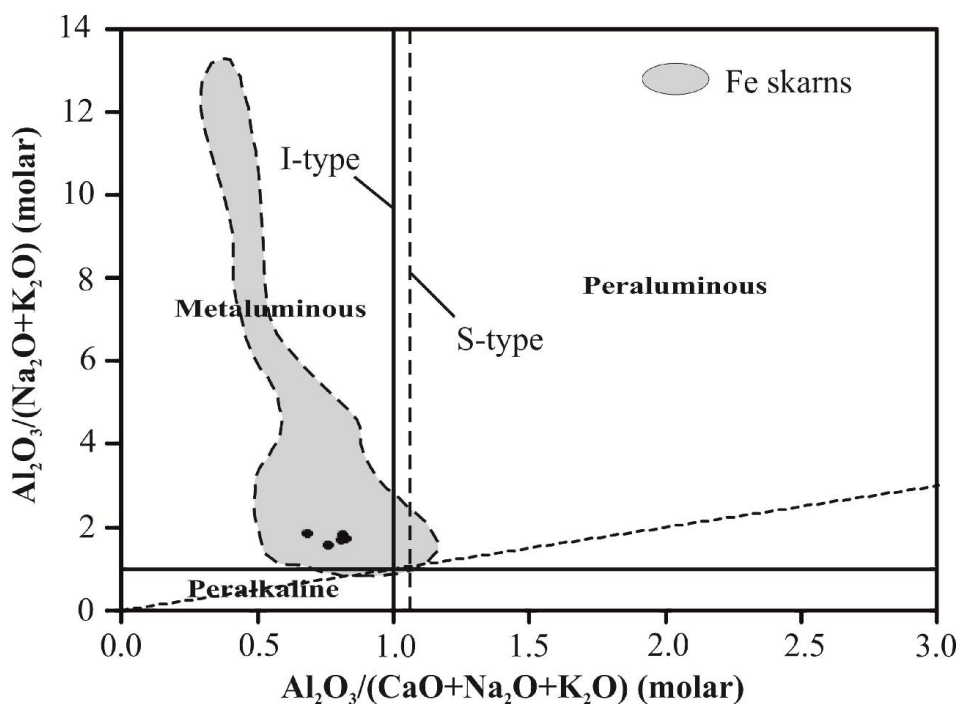 14
12
10
8
6
4
2
0
Al₂O₃/(Na₂O+K₂O) (molar)
Fe skarns
I-type
Metaluminous
Peraluminous
S-type
Peralkaline
0.0 0.5 1.0 1.5 2.0 2.5 3.0
Al₂O₃/(CaO+Na₂O+K₂O) (molar)